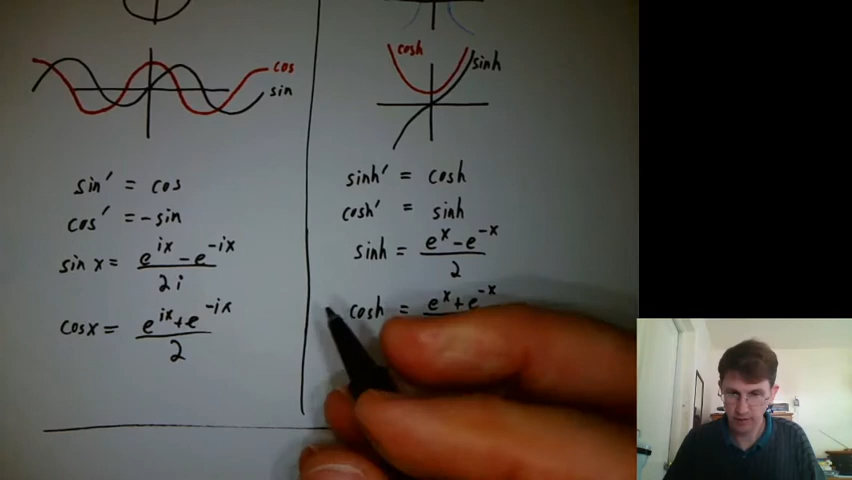 cos
sin
sin' = cos
cos' = -sin
sin x = e^ix - e^-ix / 2i
cos x = e^ix + e^-ix / 2
cosh
sinh
sinh' = cosh
cosh' = sinh
sinh = e^x - e^-x / 2
cosh = e^x + e^-x